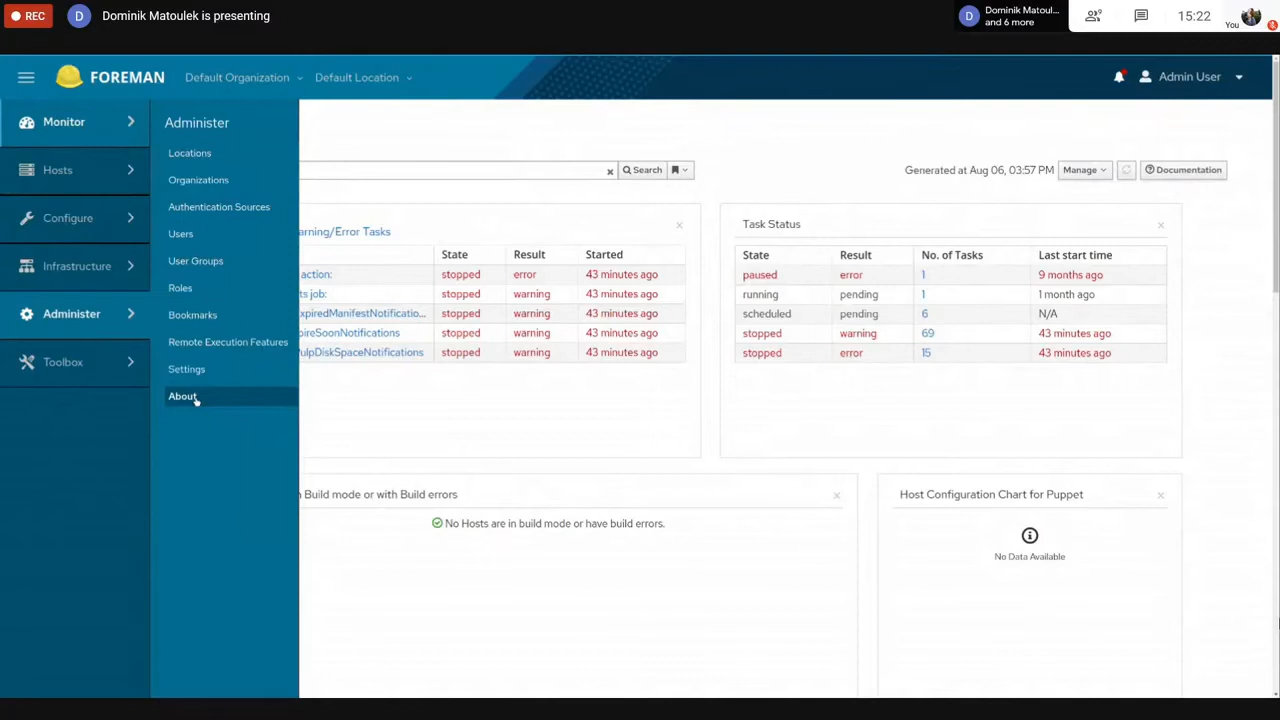 REC
D
Dominik Matoulek is presenting
D
Dominik Matoul...
and 6 more
9
15:22
You
FOREMAN
Default Organization
Default Location
Admin User
Monitor
Hosts
Configure
Infrastructure
Administer
Toolbox
Administer
Locations
Organizations
Authentication Sources
Users
User Groups
Roles
Bookmarks
Remote Execution Features
Settings
About
Search
Generated at Aug 06, 03:57 PM
Manage
Documentation
arning/Error Tasks
State Result Started
action: stopped error 43 minutes ago
ts job: stopped warning 43 minutes ago
xpiredManifestNotificatio... stopped warning 43 minutes ago
pireSoonNotifications stopped warning 43 minutes ago
PulpDiskSpaceNotifications stopped warning 43 minutes ago
Task Status
State Result No. of Tasks Last start time
paused error 1 9 months ago
running pending 1 1 month ago
scheduled pending 6 N/A
stopped warning 69 43 minutes ago
stopped error 15 43 minutes ago
n Build mode or with Build errors
No Hosts are in build mode or have build errors.
Host Configuration Chart for Puppet
No Data Available